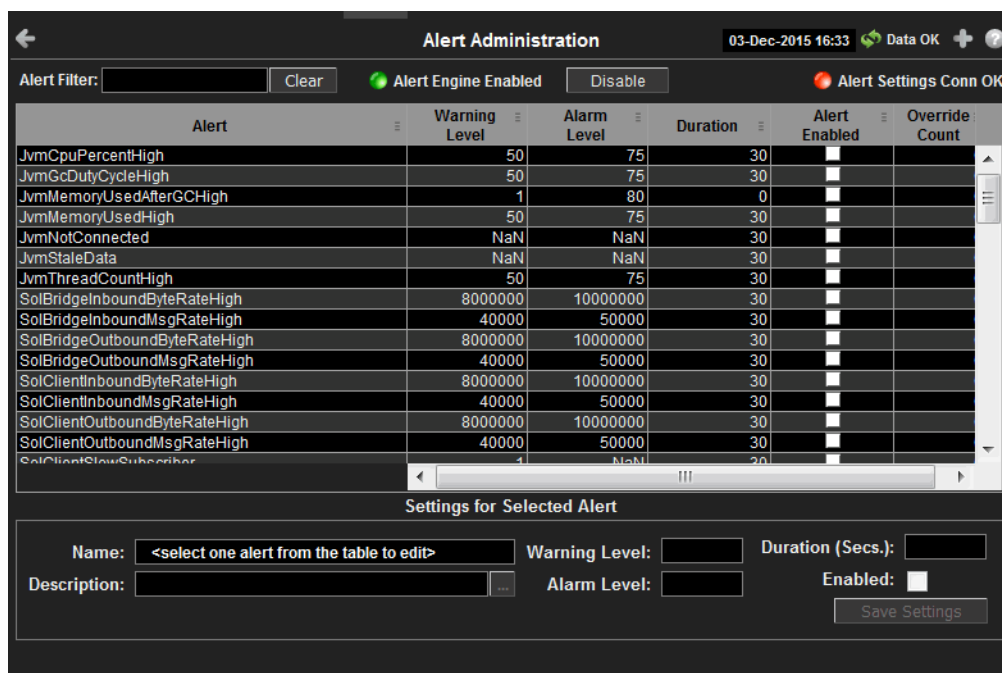 Alert Administration 03-Dec-2015 16:33 Data OK
Alert Filter: Clear Alert Engine Enabled Disable Alert Settings Conn OK
Alert Warning Level Alarm Level Duration Alert Enabled Override Count
JvmCpuPercentHigh 50 75 30
JvmGcDutyCycleHigh 50 75 30
JvmMemoryUsedAfterGCHigh 1 80 0
JvmMemoryUsedHigh 50 75 30
JvmNotConnected NaN NaN 30
JvmStaleData NaN NaN 30
JvmThreadCountHigh 50 75 30
SolBridgeInboundByteRateHigh 8000000 10000000 30
SolBridgeInboundMsgRateHigh 40000 50000 30
SolBridgeOutboundByteRateHigh 8000000 10000000 30
SolBridgeOutboundMsgRateHigh 40000 50000 30
SolClientInboundByteRateHigh 8000000 10000000 30
SolClientInboundMsgRateHigh 40000 50000 30
SolClientOutboundByteRateHigh 8000000 10000000 30
SolClientOutboundMsgRateHigh 40000 50000 30
SolClientSlowSubscriber 1 NaN 30
Settings for Selected Alert
Name: <select one alert from the table to edit> Warning Level: Duration (Secs.):
Description: ... Alarm Level: Enabled:
Save Settings